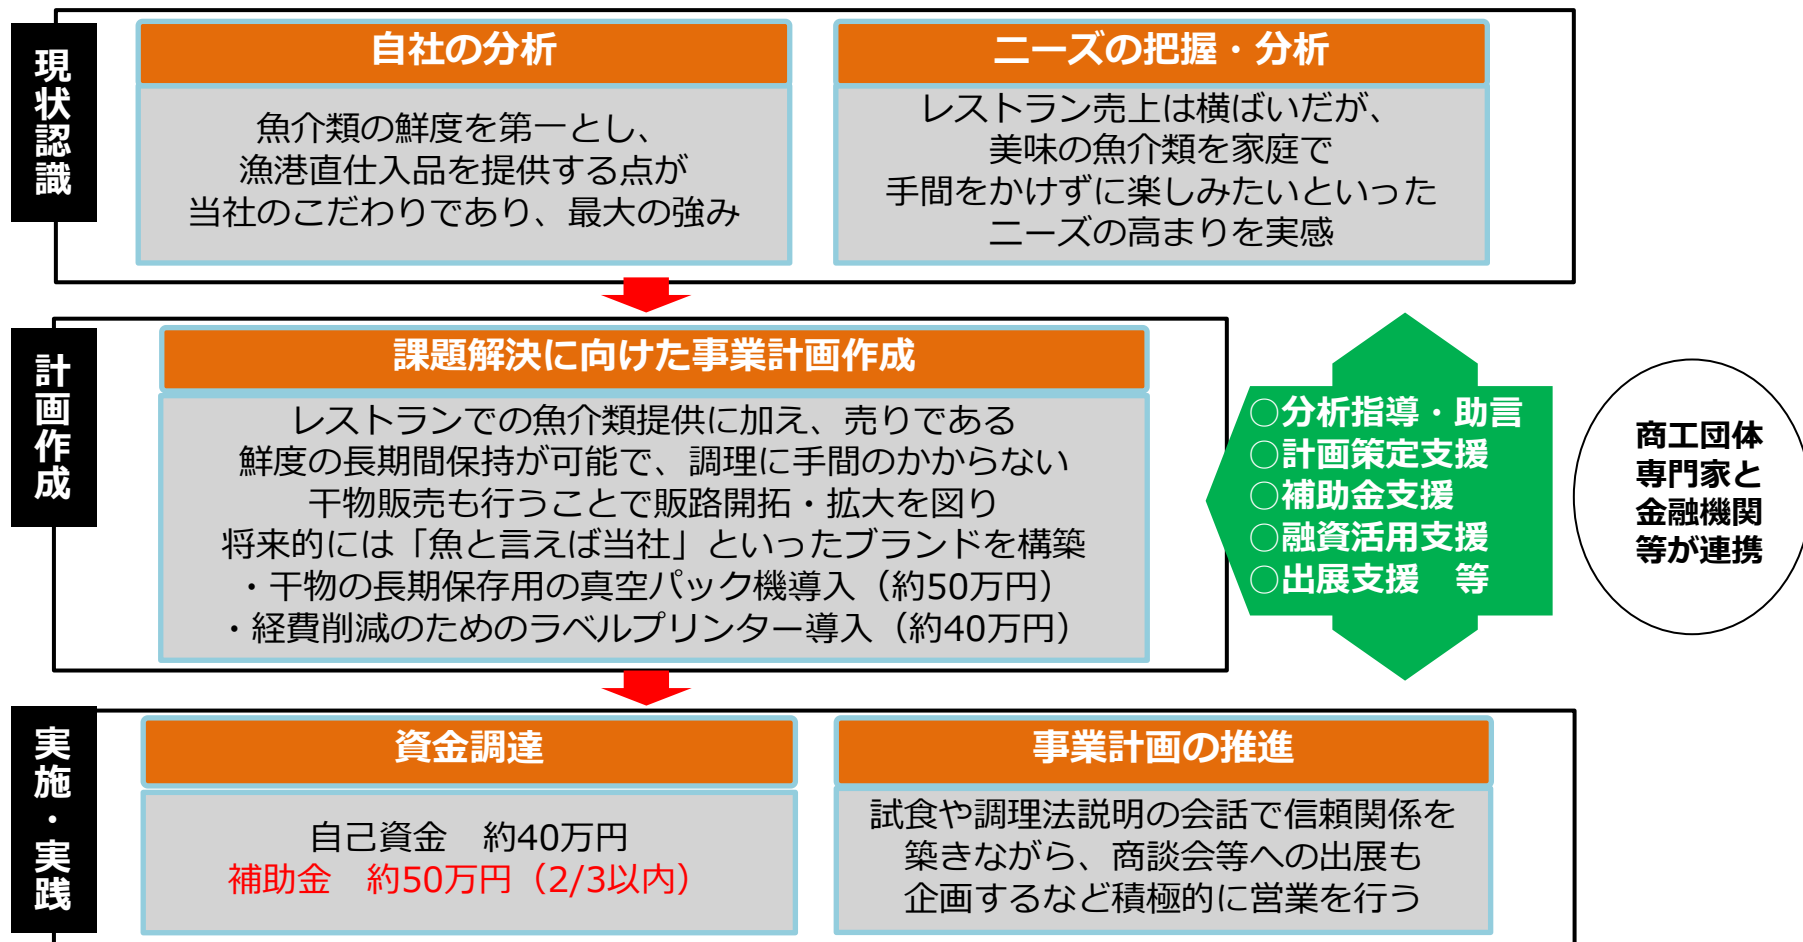 現状認識
自社の分析
魚介類の鮮度を第一とし、
漁港直仕入品を提供する点が
当社のこだわりであり、最大の強み
ニーズの把握・分析
レストラン売上は横ばいだが、
美味の魚介類を家庭で
手間をかけずに楽しみたいといった
ニーズの高まりを実感
計画作成
課題解決に向けた事業計画作成
レストランでの魚介類提供に加え、売りである
鮮度の長期間保持が可能で、調理に手間のかからない
干物販売も行うことで販路開拓・拡大を図り
将来的には「魚と言えば当社」といったブランドを構築
・干物の長期保存用の真空パック機導入（約50万円）
・経費削減のためのラベルプリンター導入（約40万円）
○分析指導・助言
○計画策定支援
○補助金支援
○融資活用支援
○出展支援　等
商工団体
専門家と
金融機関
等が連携
実施・実践
資金調達
自己資金　約40万円
補助金　約50万円（2/3以内）
事業計画の推進
試食や調理法説明の会話で信頼関係を
築きながら、商談会等への出展も
企画するなど積極的に営業を行う